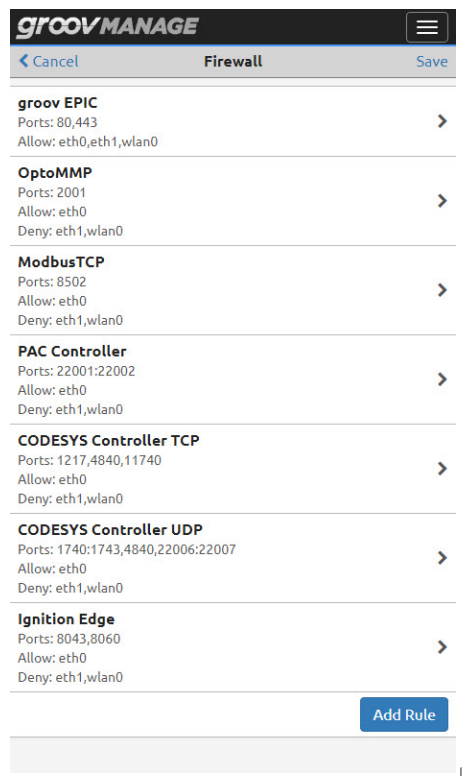 groov MANAGE
Cancel Firewall Save
groov EPIC
Ports: 80,443
Allow: eth0,eth1,wlan0
OptoMMP
Ports: 2001
Allow: eth0
Deny: eth1,wlan0
ModbusTCP
Ports: 8502
Allow: eth0
Deny: eth1,wlan0
PAC Controller
Ports: 22001:22002
Allow: eth0
Deny: eth1,wlan0
CODESYS Controller TCP
Ports: 1217,4840,11740
Allow: eth0
Deny: eth1,wlan0
CODESYS Controller UDP
Ports: 1740:1743,4840,22006:22007
Allow: eth0
Deny: eth1,wlan0
Ignition Edge
Ports: 8043,8060
Allow: eth0
Deny: eth1,wlan0
Add Rule